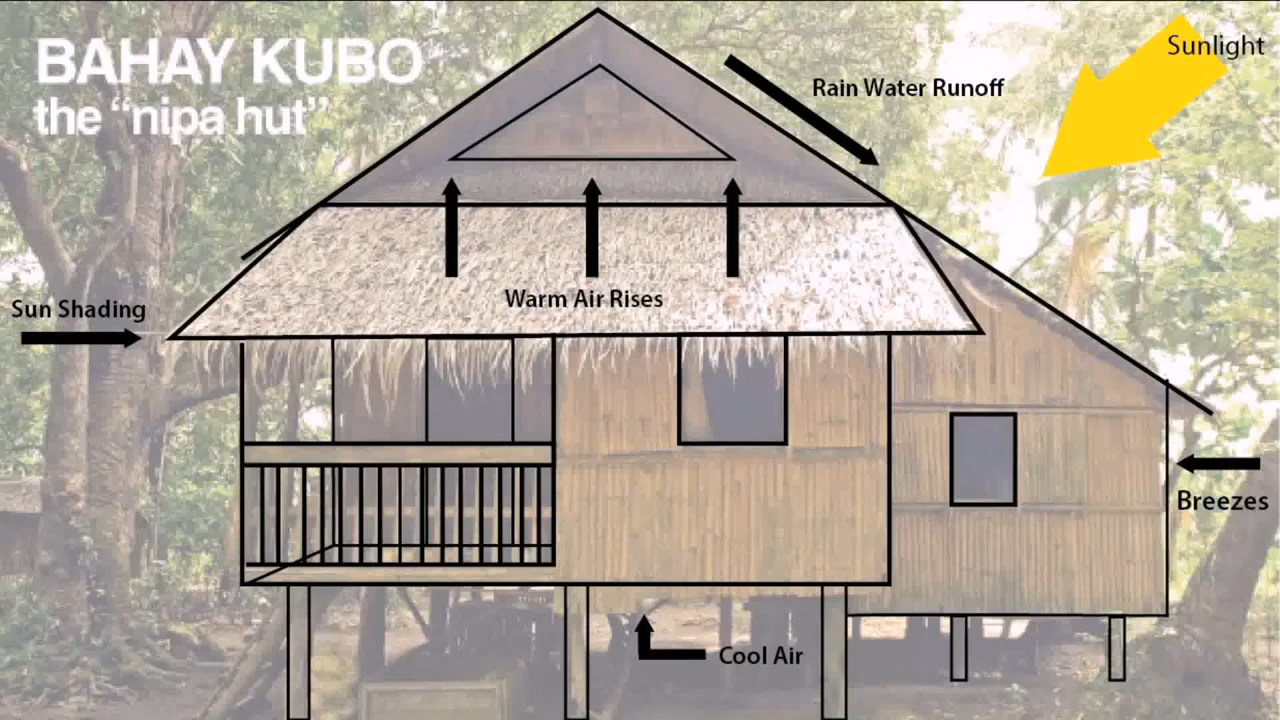 BAHAY KUBO
the “nipa hut”
Sunlight
Rain Water Runoff
Warm Air Rises
Sun Shading
Breezes
Cool Air